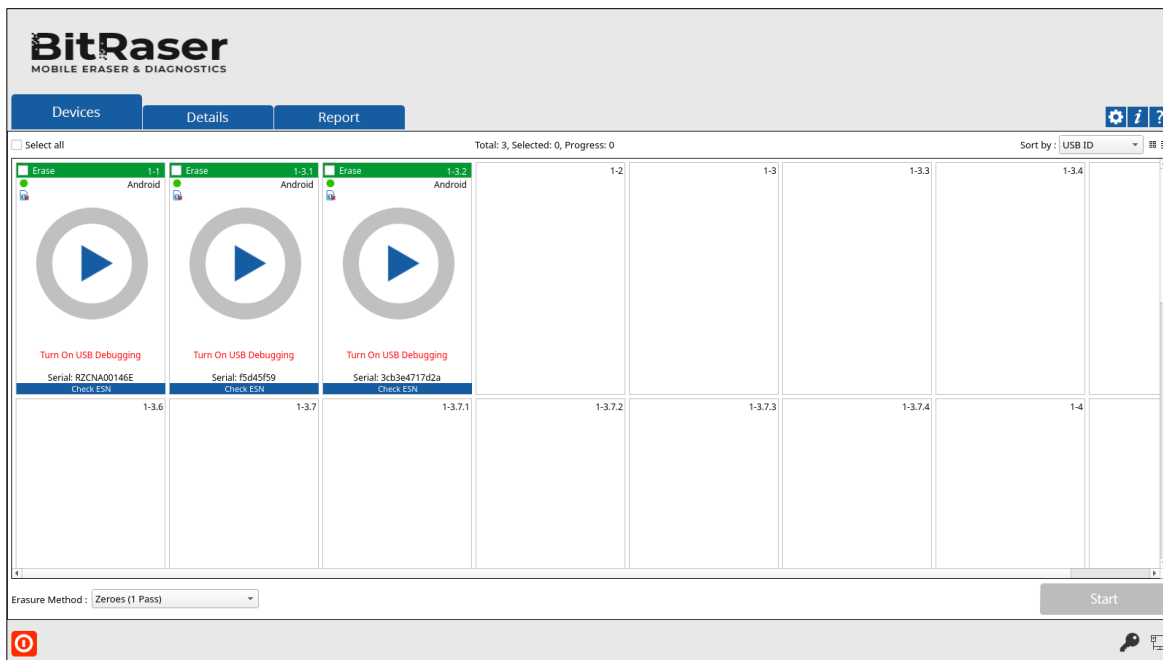 BitRaser
MOBILE ERASER & DIAGNOSTICS
Devices
Details
Report
i
?
Select all
Total: 3, Selected: 0, Progress: 0
Sort by : USB ID
Erase 1-1
Android
Turn On USB Debugging
Serial: RZCNA00146E
Check ESN
Erase 1-3.1
Android
Turn On USB Debugging
Serial: f5d45f59
Check ESN
Erase 1-3.2
Android
Turn On USB Debugging
Serial: 3cb3e4717d2a
Check ESN
1-2
1-3
1-3.3
1-3.4
1-3.6
1-3.7
1-3.7.1
1-3.7.2
1-3.7.3
1-3.7.4
1-4
Erasure Method : Zeroes (1 Pass)
Start